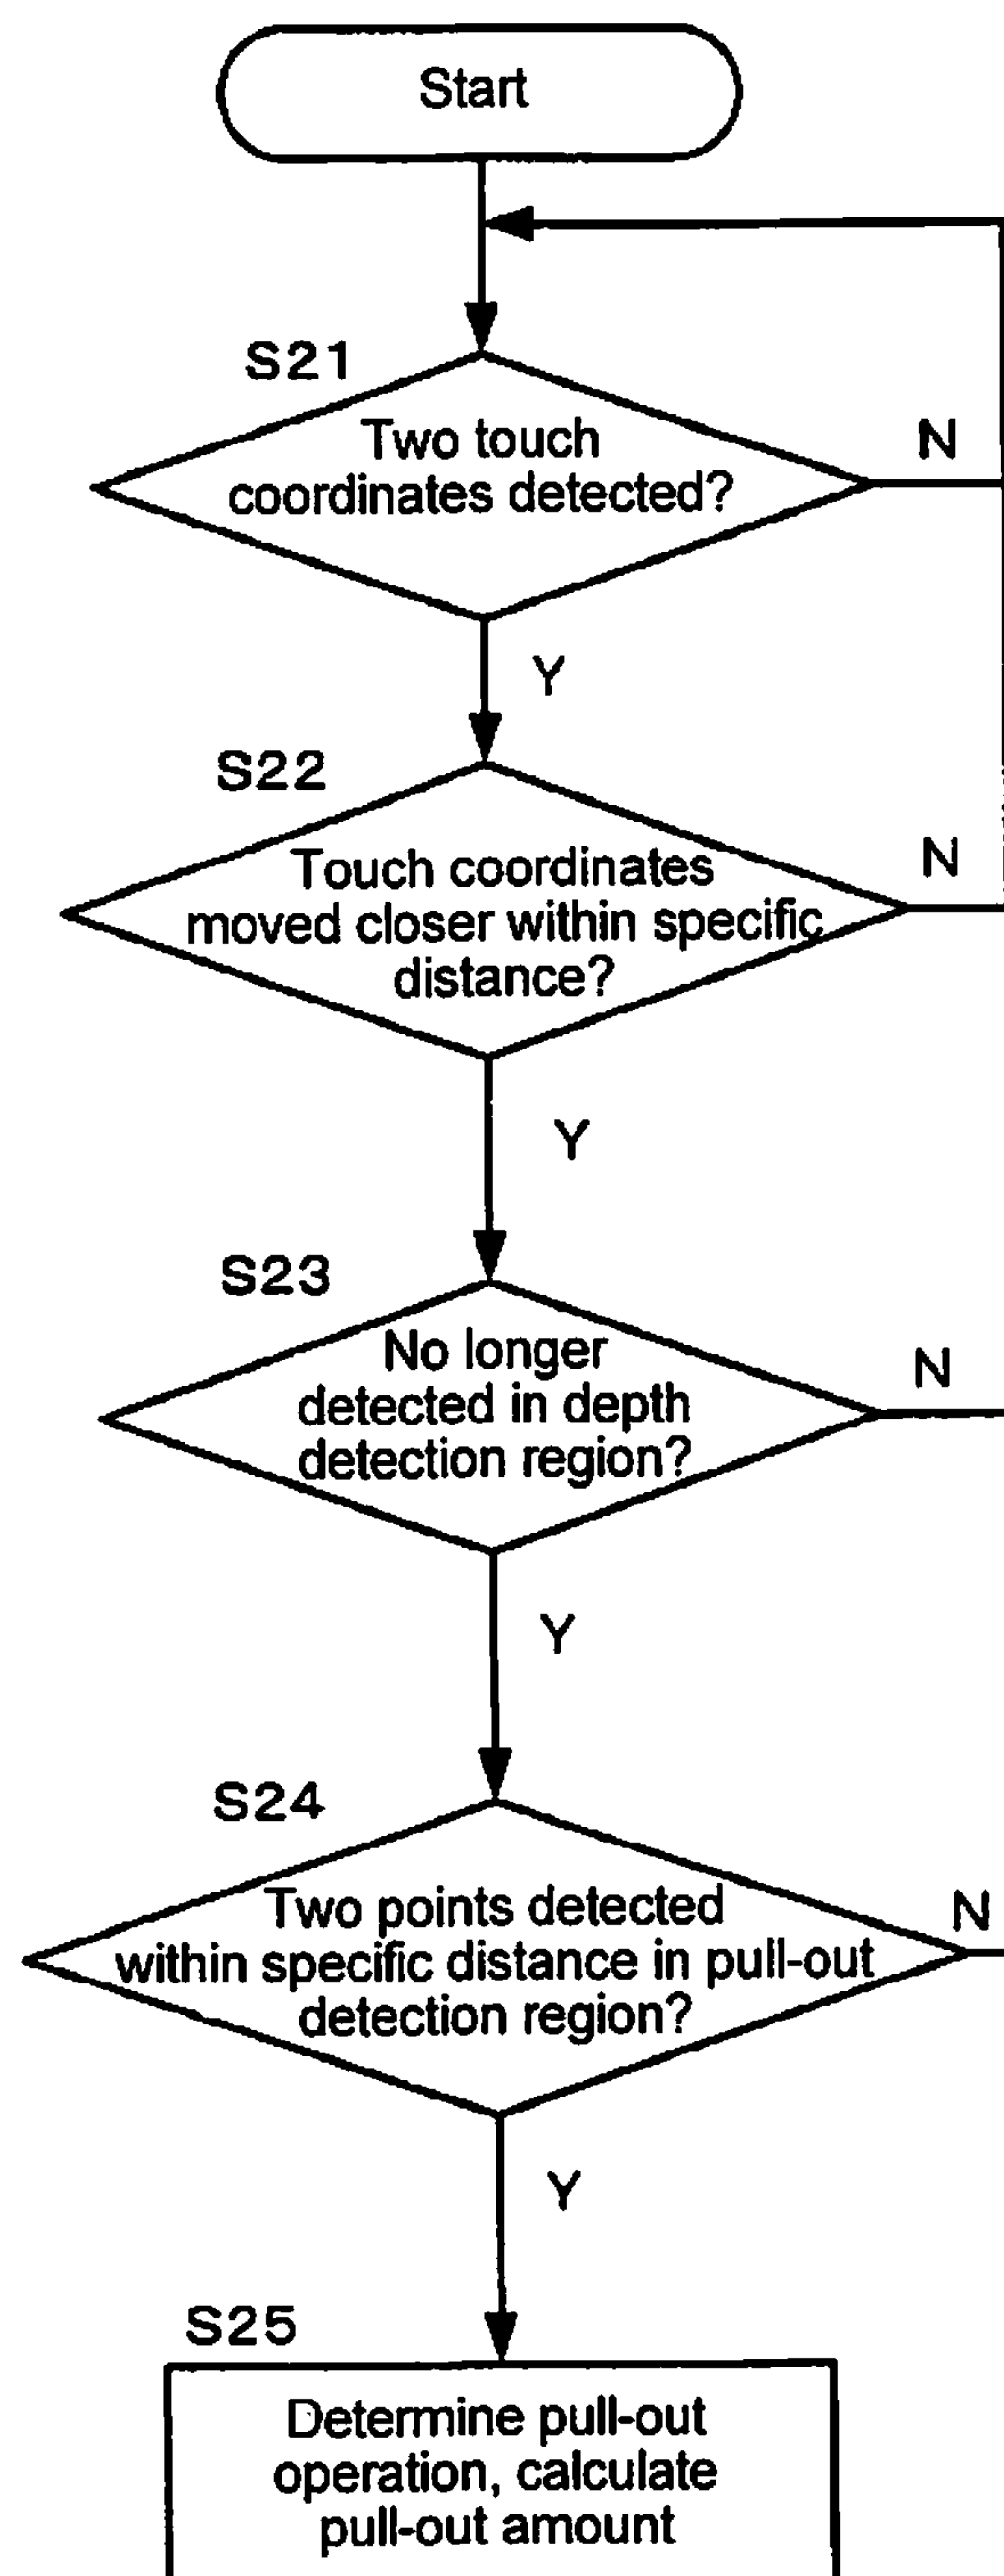 Start
S21
Two touch
coordinates detected?
N
Y
S22
Touch coordinates
moved closer within specific
distance?
N
Y
S23
No longer
detected in depth
detection region?
N
Y
S24
Two points detected
within specific distance in pull-out
detection region?
N
Y
S25
Determine pull-out
operation, calculate
pull-out amount